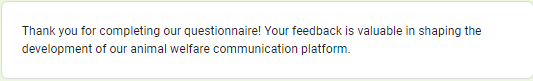 Thank you for completing our questionnaire! Your feedback is valuable in shaping the
development of our animal welfare communication platform.